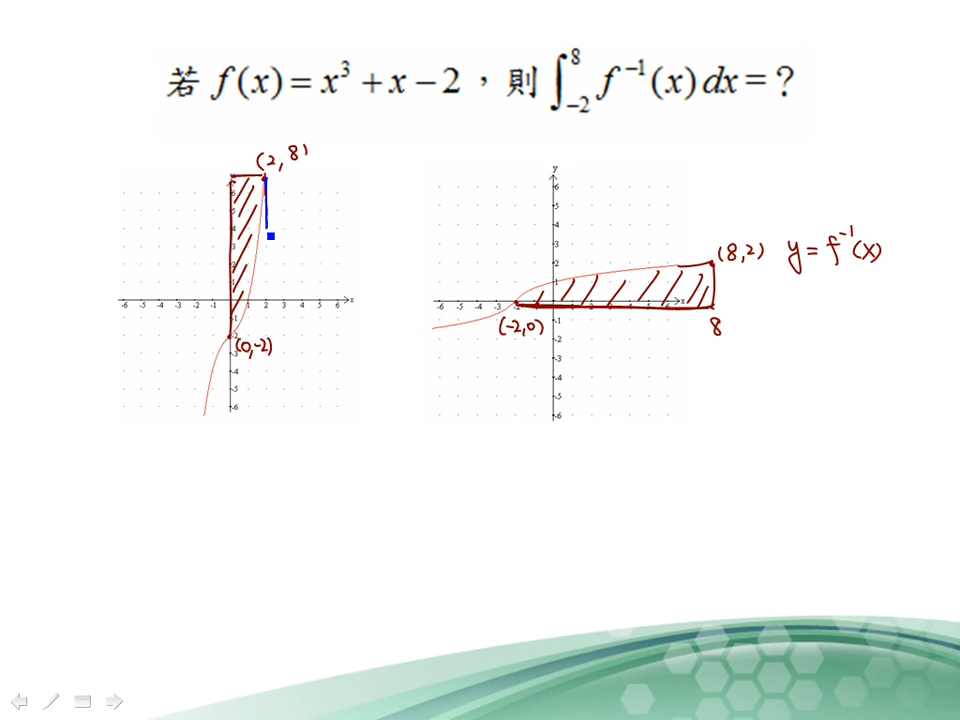 若 f(x) = x³ + x − 2，則 ∫₋₂⁸ f⁻¹(x) dx = ？
(2, 8)
(0, -2)
y
(8, 2) y = f⁻¹(x)
(-2, 0)
8